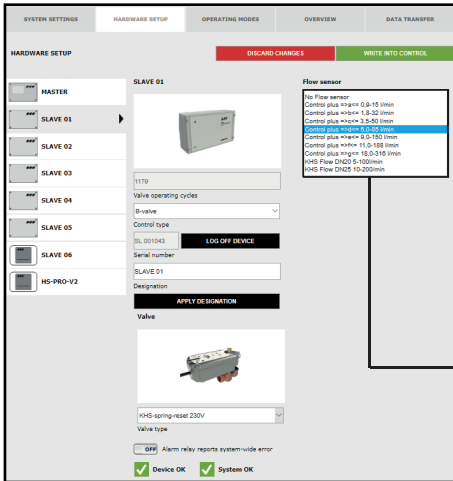 SYSTEM SETTINGS
HARDWARE SETUP
OPERATING MODES
OVERVIEW
DATA TRANSFER
HARDWARE SETUP
DISCARD CHANGES
WRITE INTO CONTROL
MASTER
SLAVE 01
SLAVE 02
SLAVE 03
SLAVE 04
SLAVE 05
SLAVE 06
HS-PRO-V2
SLAVE 01
1179
Valve operating cycles
B-valve
Control type
SL 001043
LOG OFF DEVICE
Serial number
SLAVE 01
Designation
APPLY DESIGNATION
Valve
KHS-spring-reset 230V
Valve type
OFF Alarm relay reports system-wide error
Device OK
System OK
Flow sensor
No Flow sensor
Control plus =>a<= 0,9-15 l/min
Control plus =>b<= 1,8-32 l/min
Control plus =>c<= 3,5-50 l/min
Control plus =>d<= 5,0-85 l/min
Control plus =>e<= 9,0-150 l/min
Control plus =>f<= 11,0-188 l/min
Control plus =>g<= 18,0-316 l/min
KHS Flow DN20 5-100l/min
KHS Flow DN25 10-200l/min